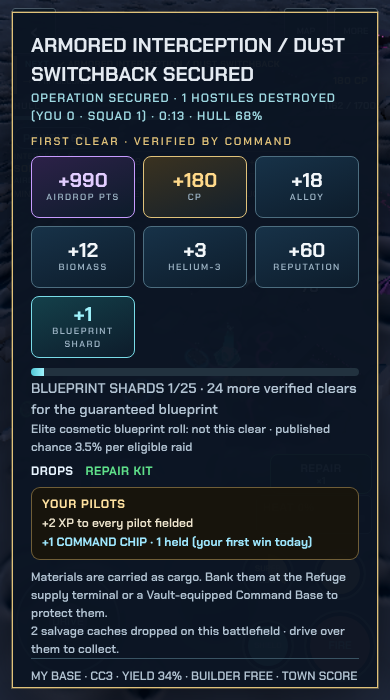 ARMORED INTERCEPTION / DUST
SWITCHBACK SECURED
OPERATION SECURED · 1 HOSTILES DESTROYED
(YOU 0 · SQUAD 1) · 0:13 · HULL 68%
FIRST CLEAR · VERIFIED BY COMMAND
+990
AIRDROP PTS
+180
CP
+18
ALLOY
+12
BIOMASS
+3
HELIUM-3
+60
REPUTATION
+1
BLUEPRINT
SHARD
BLUEPRINT SHARDS 1/25 · 24 more verified clears
for the guaranteed blueprint
Elite cosmetic blueprint roll: not this clear · published
chance 3.5% per eligible raid
DROPS REPAIR KIT
YOUR PILOTS
+2 XP to every pilot fielded
+1 COMMAND CHIP · 1 held (your first win today)
Materials are carried as cargo. Bank them at the Refuge
supply terminal or a Vault-equipped Command Base to
protect them.
2 salvage caches dropped on this battlefield · drive over
them to collect.
MY BASE · CC3 · YIELD 34% · BUILDER FREE · TOWN SCORE
REPAIR